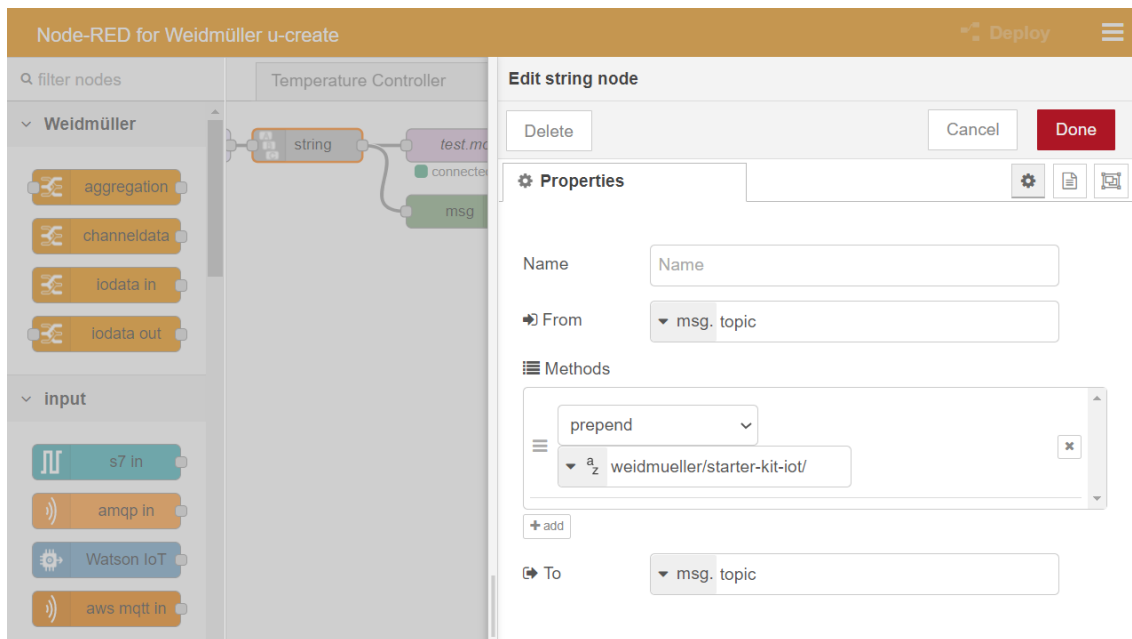 Node-RED for Weidmüller u-create
Deploy
filter nodes
Weidmüller
aggregation
channeldata
iodata in
iodata out
input
s7 in
amqp in
Watson IoT
aws mqtt in
Temperature Controller
string
connected
msg
Edit string node
Delete
Cancel
Done
Properties
Name
Name
From
msg. topic
Methods
prepend
az weidmueller/starter-kit-iot/
add
To
msg. topic